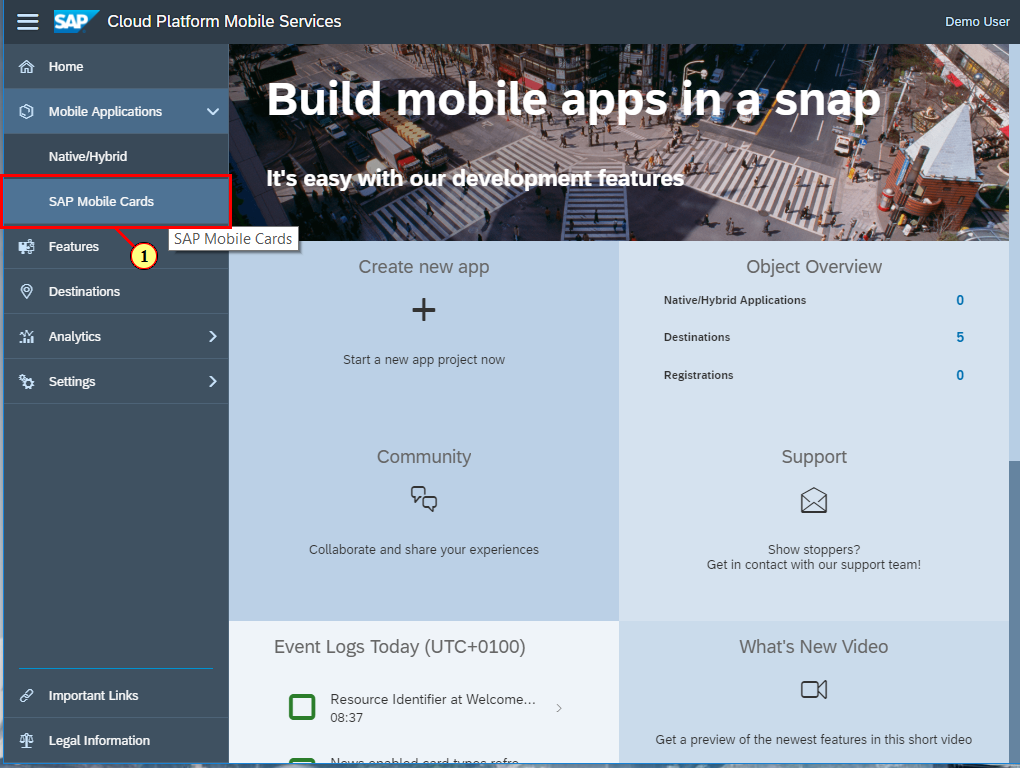 SAP Cloud Platform Mobile Services
Demo User
Home
Mobile Applications
Native/Hybrid
SAP Mobile Cards
Features
Destinations
Analytics
Settings
Important Links
Legal Information
1
SAP Mobile Cards
Build mobile apps in a snap
It's easy with our development features
Create new app
Start a new app project now
Object Overview
Native/Hybrid Applications 0
Destinations 5
Registrations 0
Community
Collaborate and share your experiences
Support
Show stoppers?
Get in contact with our support team!
Event Logs Today (UTC+0100)
Resource Identifier at Welcome...
08:37
News enabled card types refre
What's New Video
Get a preview of the newest features in this short video